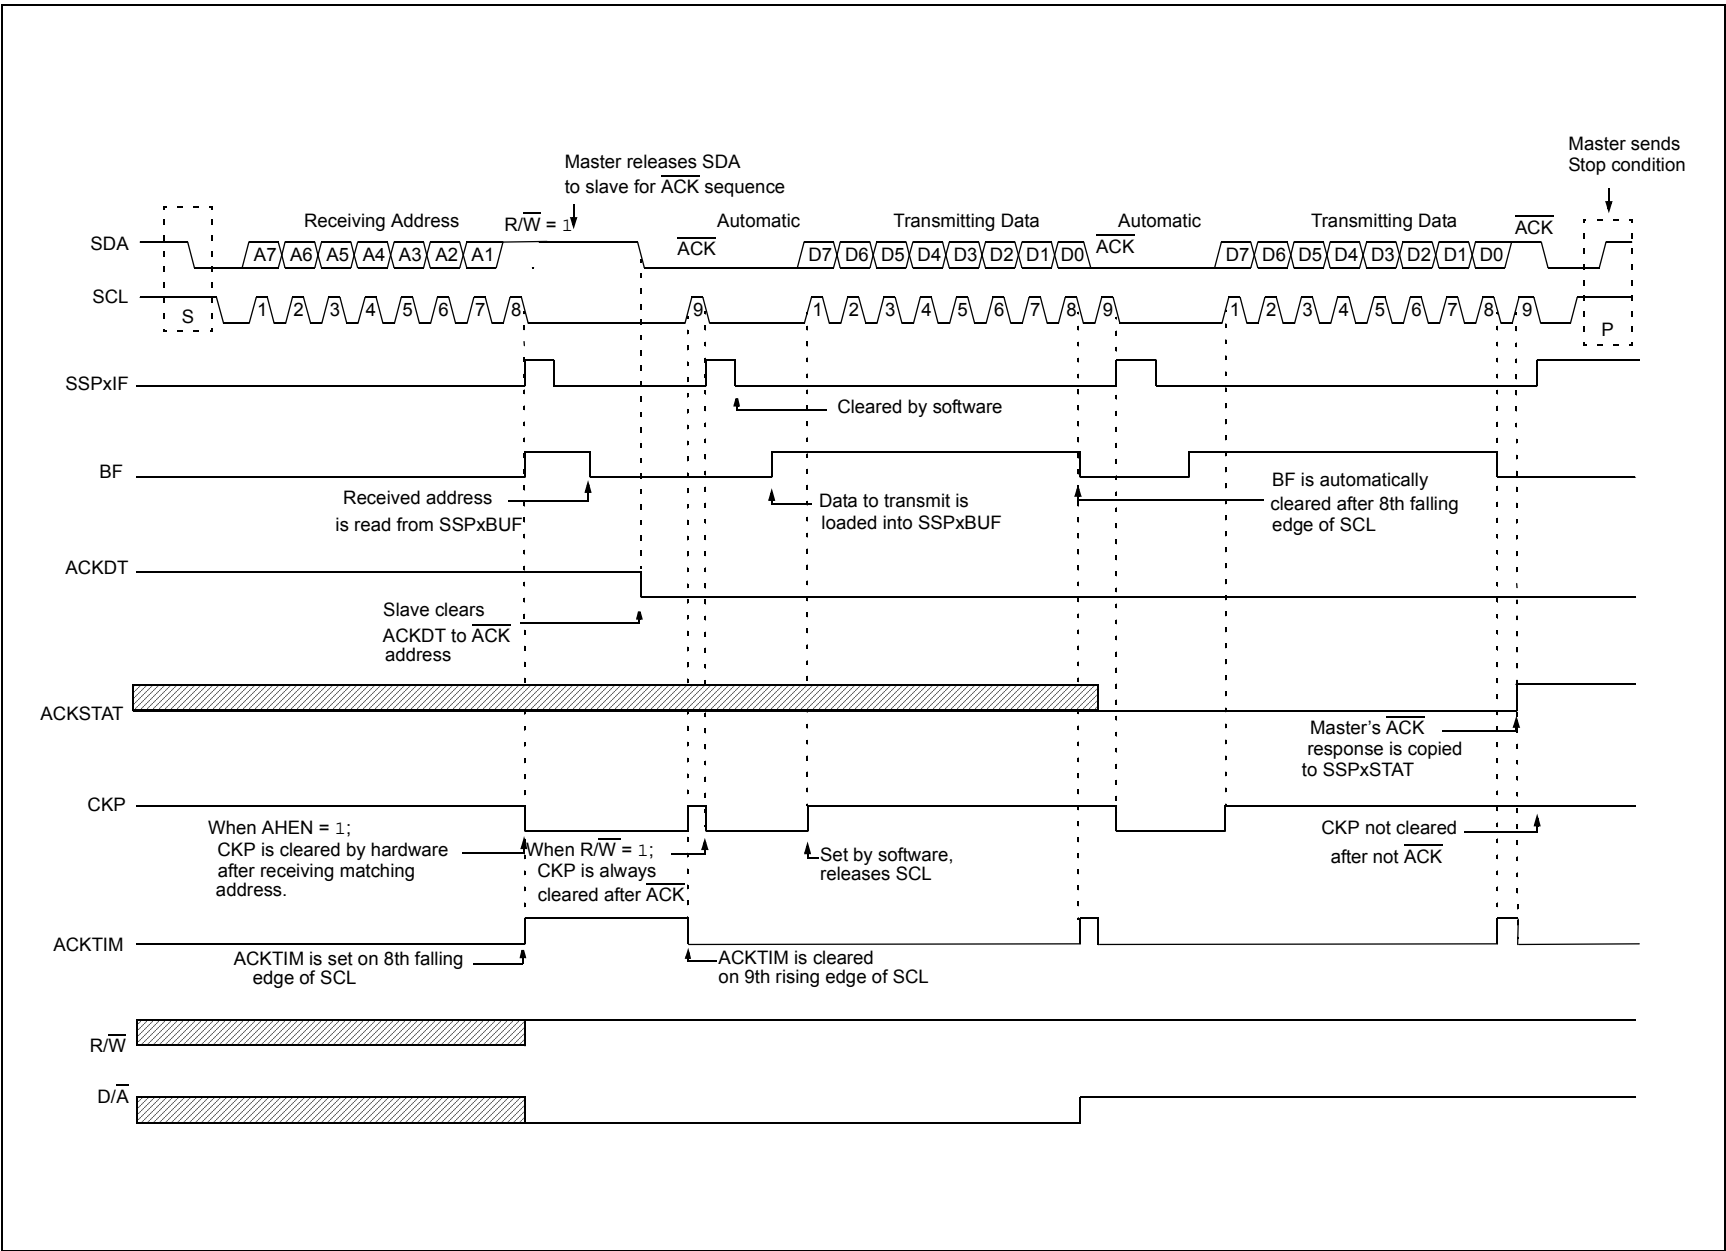 Master sends
Stop condition
Master releases SDA
to slave for A̅C̅K̅ sequence
Receiving Address
R/W̅ = 1
Automatic
Transmitting Data
Automatic
Transmitting Data
A̅C̅K̅
SDA
A7 A6 A5 A4 A3 A2 A1
A̅C̅K̅
D7 D6 D5 D4 D3 D2 D1 D0
A̅C̅K̅
D7 D6 D5 D4 D3 D2 D1 D0
SCL
S
1 2 3 4 5 6 7 8 9
1 2 3 4 5 6 7 8 9
1 2 3 4 5 6 7 8 9
P
SSPxIF
Cleared by software
BF
Received address
is read from SSPxBUF
Data to transmit is
loaded into SSPxBUF
BF is automatically
cleared after 8th falling
edge of SCL
ACKDT
Slave clears
ACKDT to A̅C̅K̅
address
ACKSTAT
Master's A̅C̅K̅
response is copied
to SSPxSTAT
CKP
When AHEN = 1;
CKP is cleared by hardware
after receiving matching
address.
When R/W̅ = 1;
CKP is always
cleared after A̅C̅K̅
Set by software,
releases SCL
CKP not cleared
after not A̅C̅K̅
ACKTIM
ACKTIM is set on 8th falling
edge of SCL
ACKTIM is cleared
on 9th rising edge of SCL
R/W̅
D/A̅